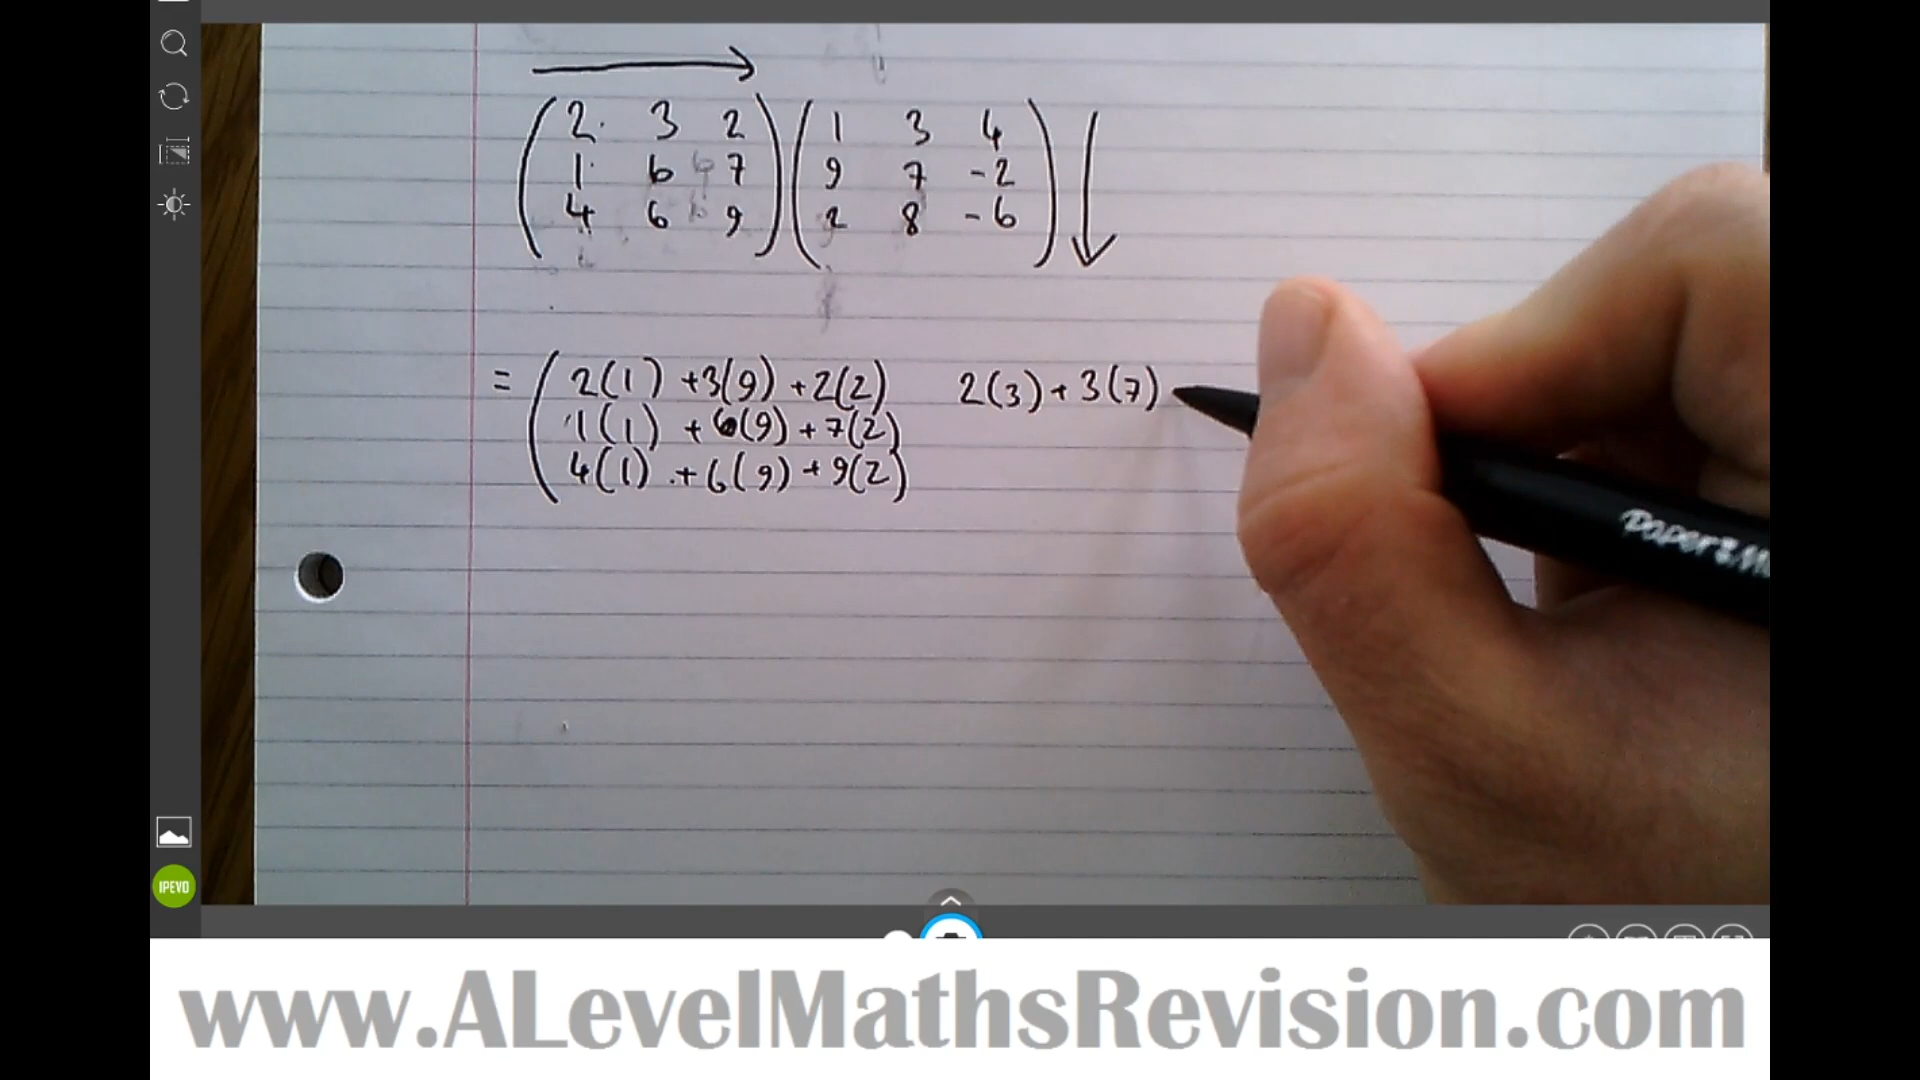 ( 2 3 2 ) ( 1 3 4 )
( 1 6 7 ) ( 9 7 -2 )
( 4 6 9 ) ( 2 8 -6 )
= ( 2(1) +3(9) +2(2) 2(3)+ 3(7)
1(1) + 6(9) + 7(2)
4(1) + 6(9) + 9(2) )
IPEVO
www.ALevelMathsRevision.com